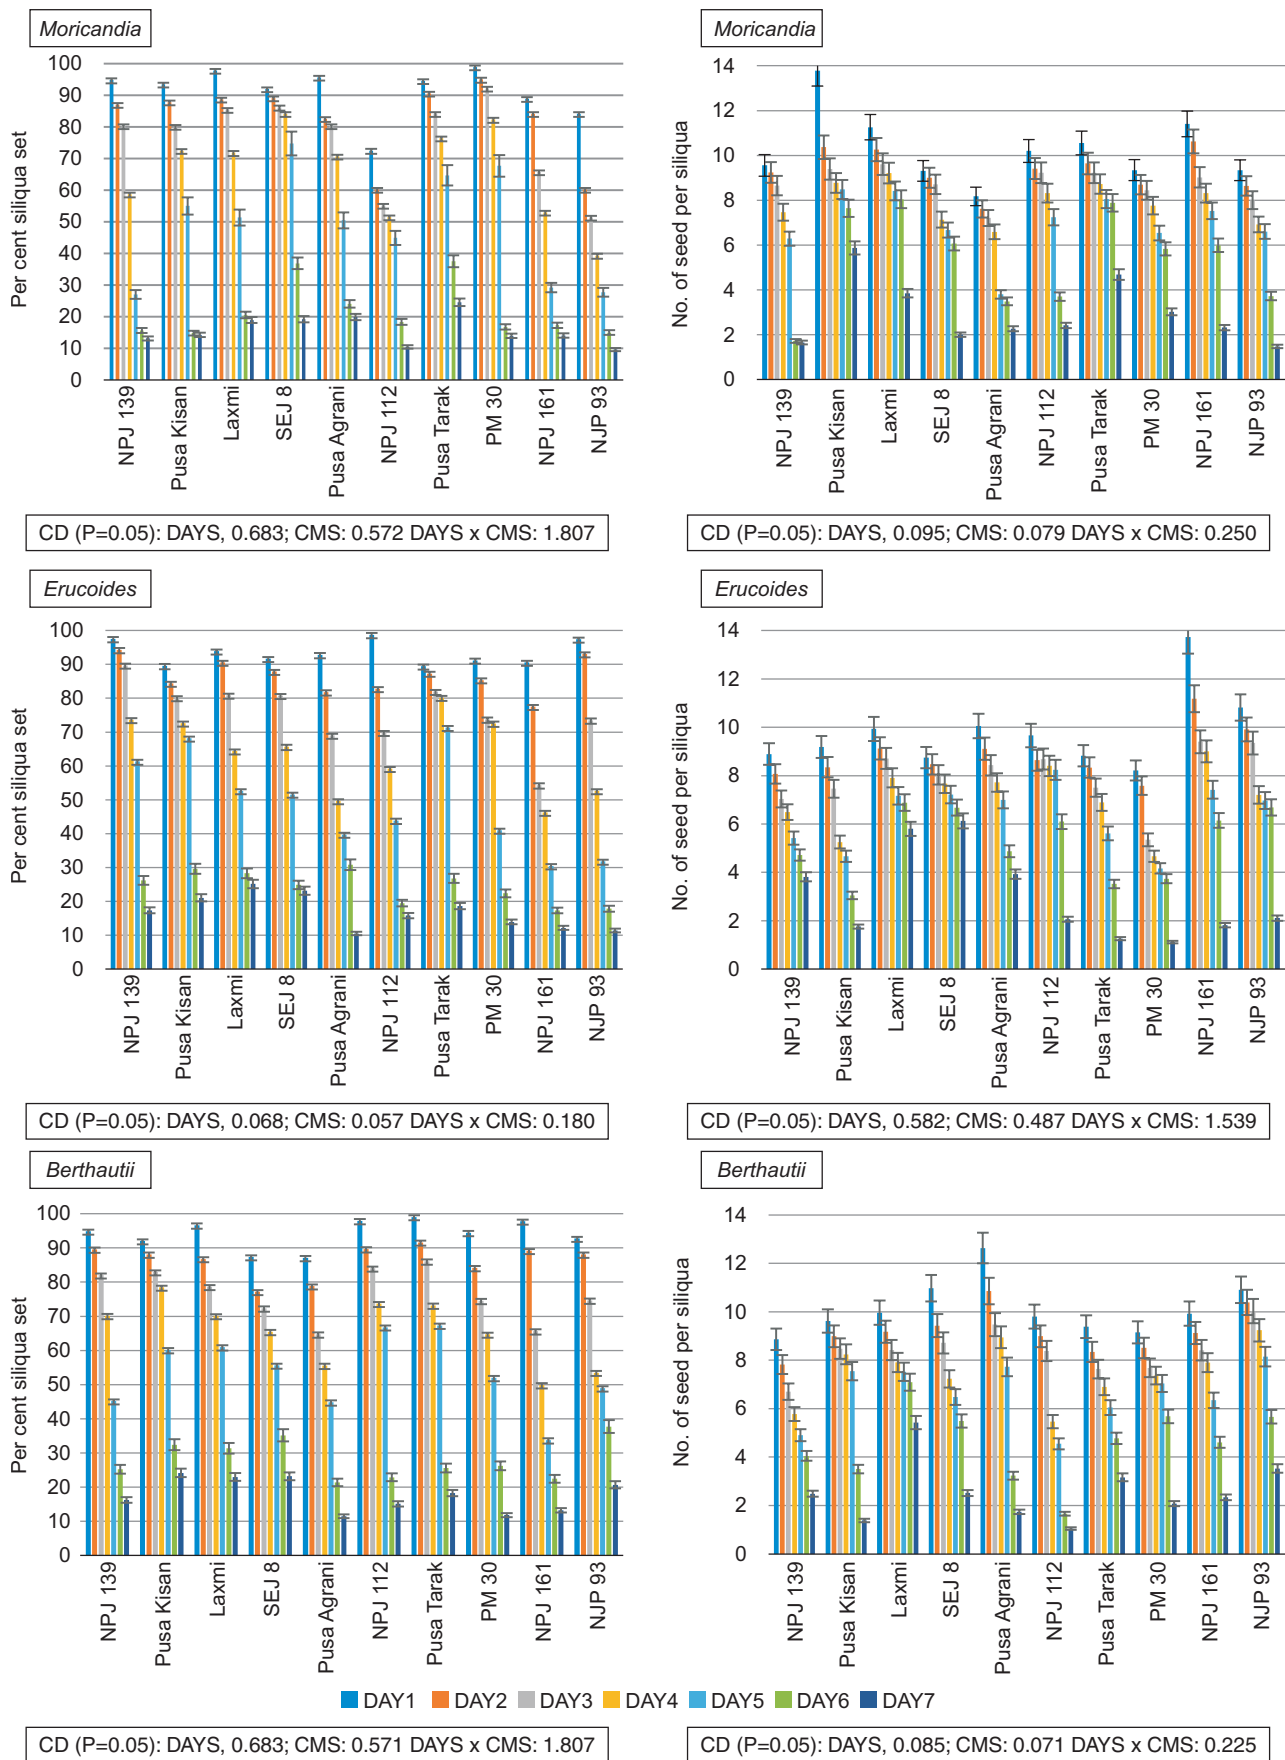 Moricandia
Per cent siliqua set
100
90
80
70
60
50
40
30
20
10
0
NPJ 139
Pusa Kisan
Laxmi
SEJ 8
Pusa Agrani
NPJ 112
Pusa Tarak
PM 30
NPJ 161
NJP 93
CD (P=0.05): DAYS, 0.683; CMS: 0.572 DAYS x CMS: 1.807
Moricandia
No. of seed per siliqua
14
12
10
8
6
4
2
0
NPJ 139
Pusa Kisan
Laxmi
SEJ 8
Pusa Agrani
NPJ 112
Pusa Tarak
PM 30
NPJ 161
NJP 93
CD (P=0.05): DAYS, 0.095; CMS: 0.079 DAYS x CMS: 0.250
Erucoides
Per cent siliqua set
100
90
80
70
60
50
40
30
20
10
0
NPJ 139
Pusa Kisan
Laxmi
SEJ 8
Pusa Agrani
NPJ 112
Pusa Tarak
PM 30
NPJ 161
NJP 93
CD (P=0.05): DAYS, 0.068; CMS: 0.057 DAYS x CMS: 0.180
Erucoides
No. of seed per siliqua
14
12
10
8
6
4
2
0
NPJ 139
Pusa Kisan
Laxmi
SEJ 8
Pusa Agrani
NPJ 112
Pusa Tarak
PM 30
NPJ 161
NJP 93
CD (P=0.05): DAYS, 0.582; CMS: 0.487 DAYS x CMS: 1.539
Berthautii
Per cent siliqua set
100
90
80
70
60
50
40
30
20
10
0
NPJ 139
Pusa Kisan
Laxmi
SEJ 8
Pusa Agrani
NPJ 112
Pusa Tarak
PM 30
NPJ 161
NJP 93
Berthautii
No. of seed per siliqua
14
12
10
8
6
4
2
0
NPJ 139
Pusa Kisan
Laxmi
SEJ 8
Pusa Agrani
NPJ 112
Pusa Tarak
PM 30
NPJ 161
NJP 93
DAY1 DAY2 DAY3 DAY4 DAY5 DAY6 DAY7
CD (P=0.05): DAYS, 0.683; CMS: 0.571 DAYS x CMS: 1.807
CD (P=0.05): DAYS, 0.085; CMS: 0.071 DAYS x CMS: 0.225